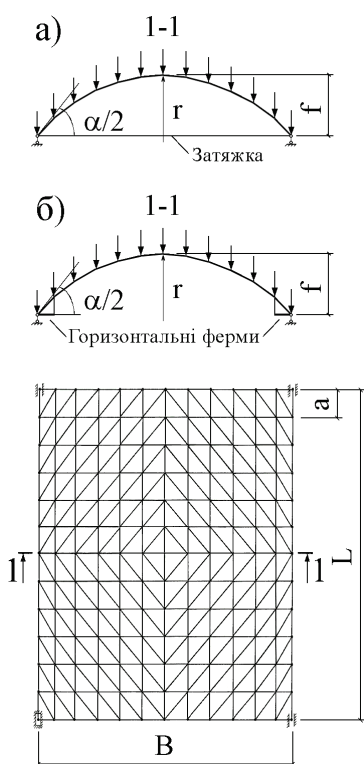 а)
1-1
α/2
r
f
Затяжка
б)
1-1
α/2
r
f
Горизонтальні ферми
a
L
1
1
B